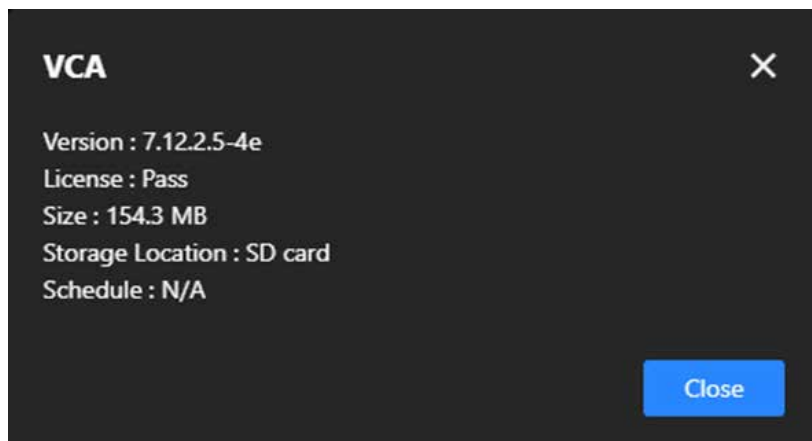 VCA
Version : 7.12.2.5-4e
License : Pass
Size : 154.3 MB
Storage Location : SD card
Schedule : N/A
Close